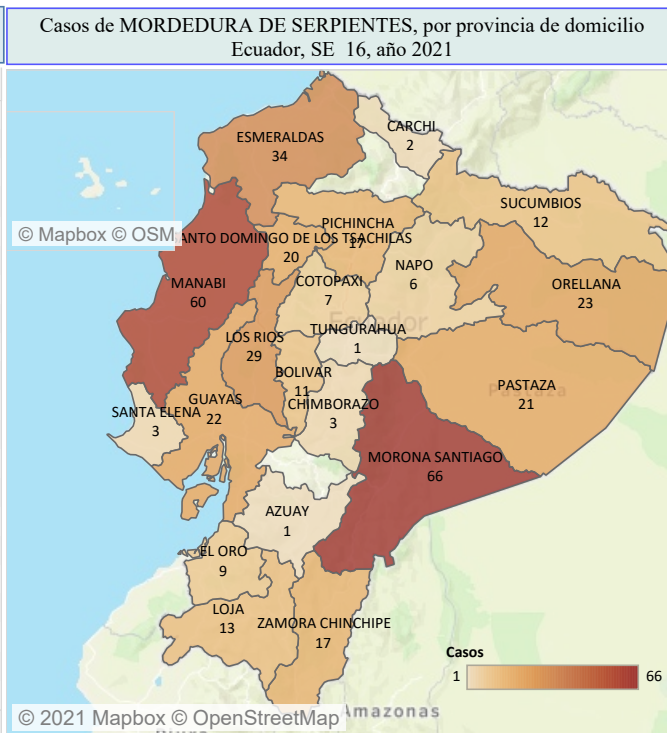 Casos de MORDEDURA DE SERPIENTES, por provincia de domicilio
Ecuador, SE 16, año 2021
CARCHI
2
ESMERALDAS
34
SUCUMBIOS
12
© Mapbox © OSM
PICHINCHA
17
ANTO DOMINGO DE LOS TSACHILAS
20
NAPO
6
MANABI
60
COTOPAXI
7
ORELLANA
23
Ecuador
TUNGURAHUA
1
LOS RIOS
29
BOLIVAR
11
PASTAZA
21
Pastaza
GUAYAS
22
CHIMBORAZO
3
SANTA ELENA
3
MORONA SANTIAGO
66
AZUAY
1
EL ORO
9
LOJA
13
ZAMORA CHINCHIPE
17
Casos
1 66
© 2021 Mapbox © OpenStreetMap
Amazonas